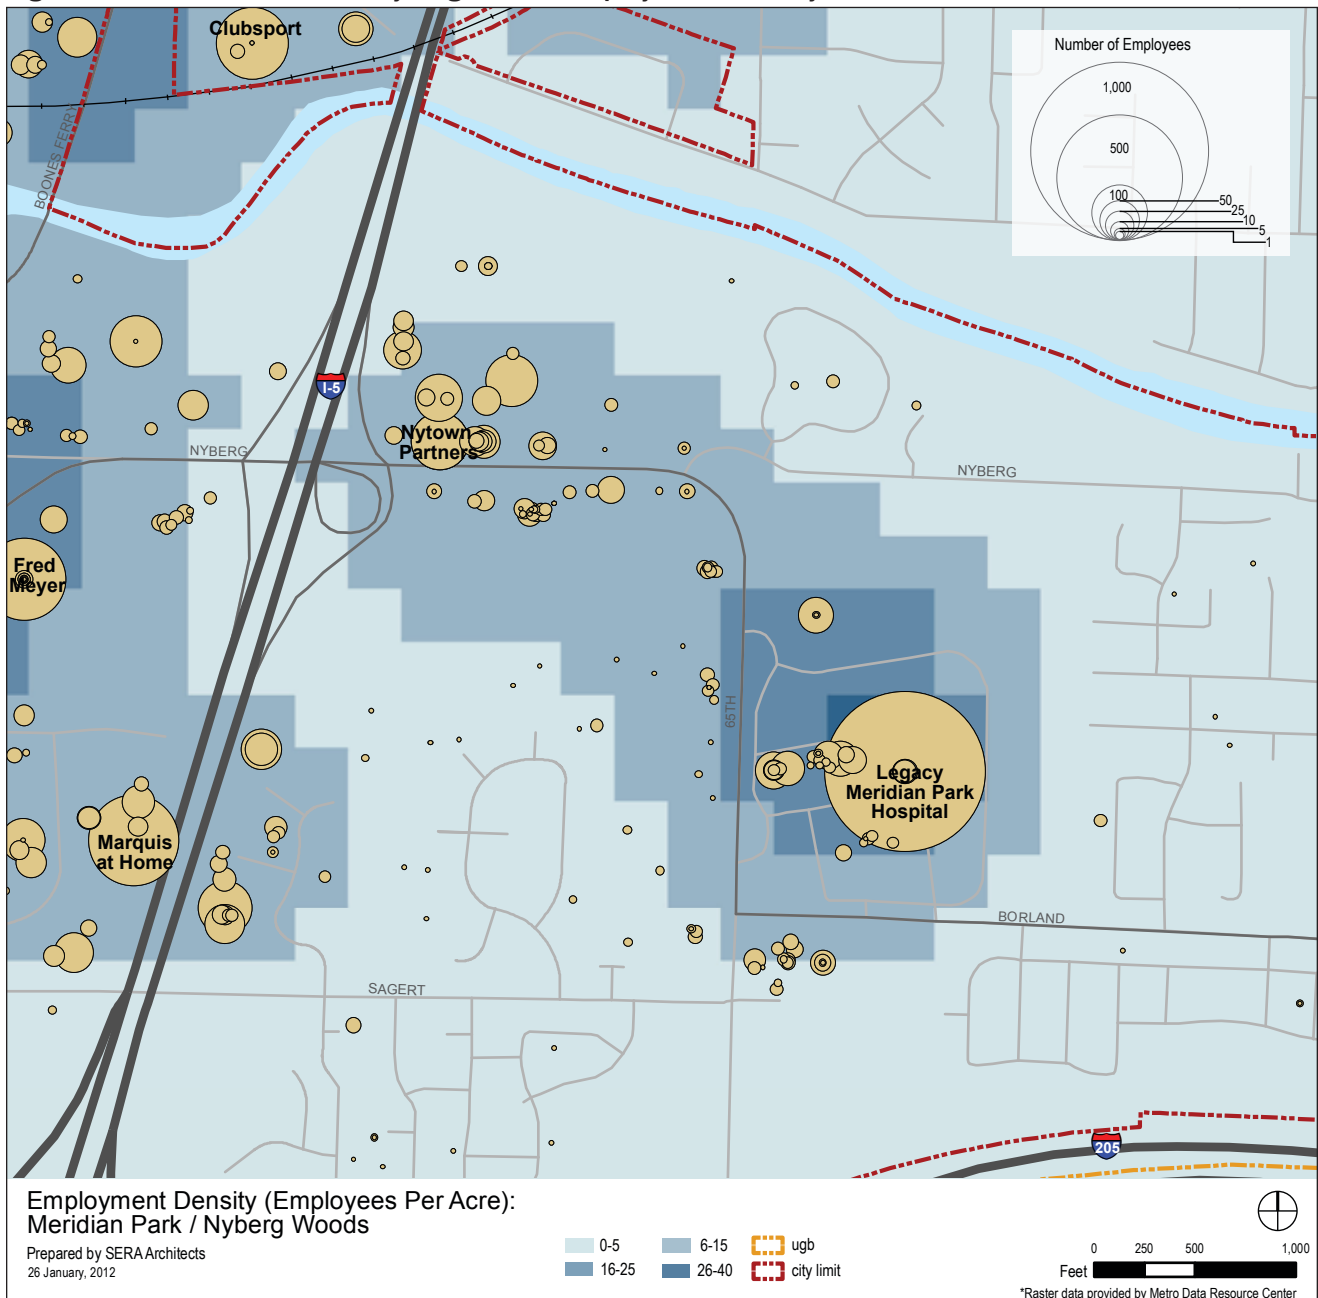 Clubsport
Number of Employees
1,000
500
100
50
25
10
5
1
BOONES FERRY
I-5
Nytown
Partners
NYBERG
NYBERG
Fred
Meyer
65TH
Legacy
Meridian Park
Hospital
Marquis
at Home
BORLAND
SAGERT
205
Employment Density (Employees Per Acre):
Meridian Park / Nyberg Woods
Prepared by SERA Architects
26 January, 2012
0-5
6-15
ugb
16-25
26-40
city limit
0
250
500
1,000
Feet
*Raster data provided by Metro Data Resource Center